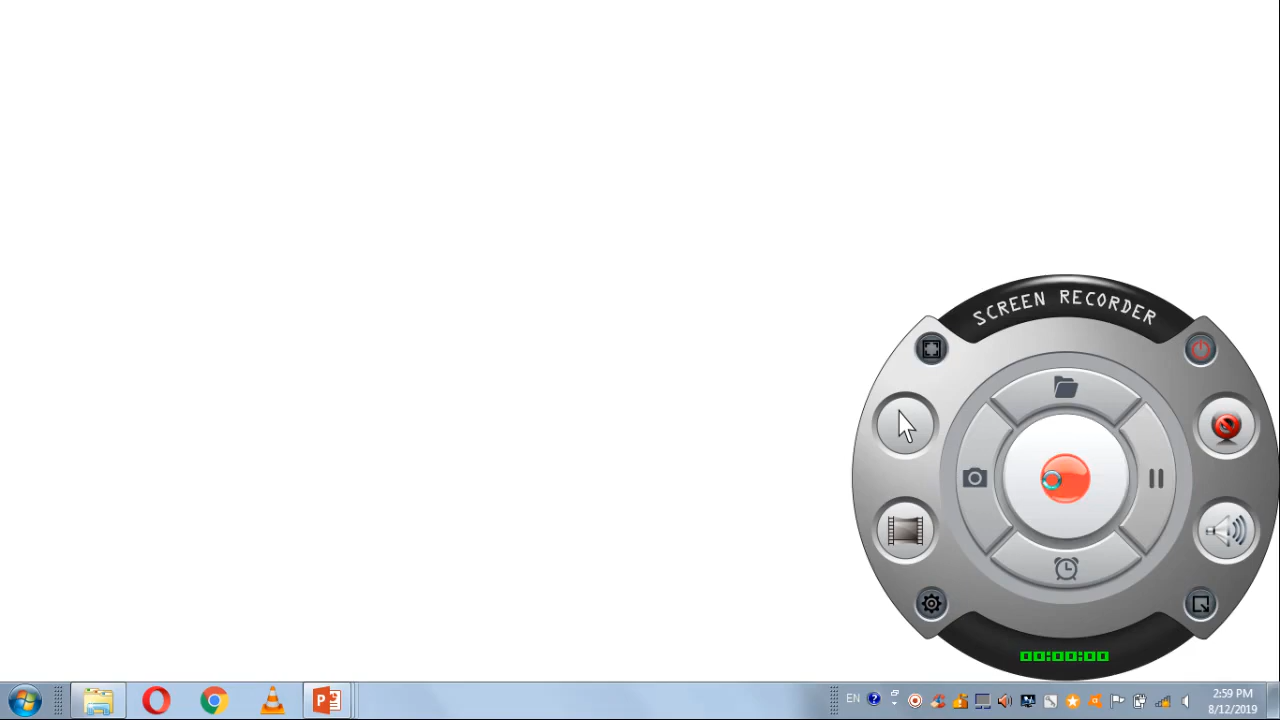 SCREEN RECORDER
00:00:00
EN
2:59 PM
8/12/2019